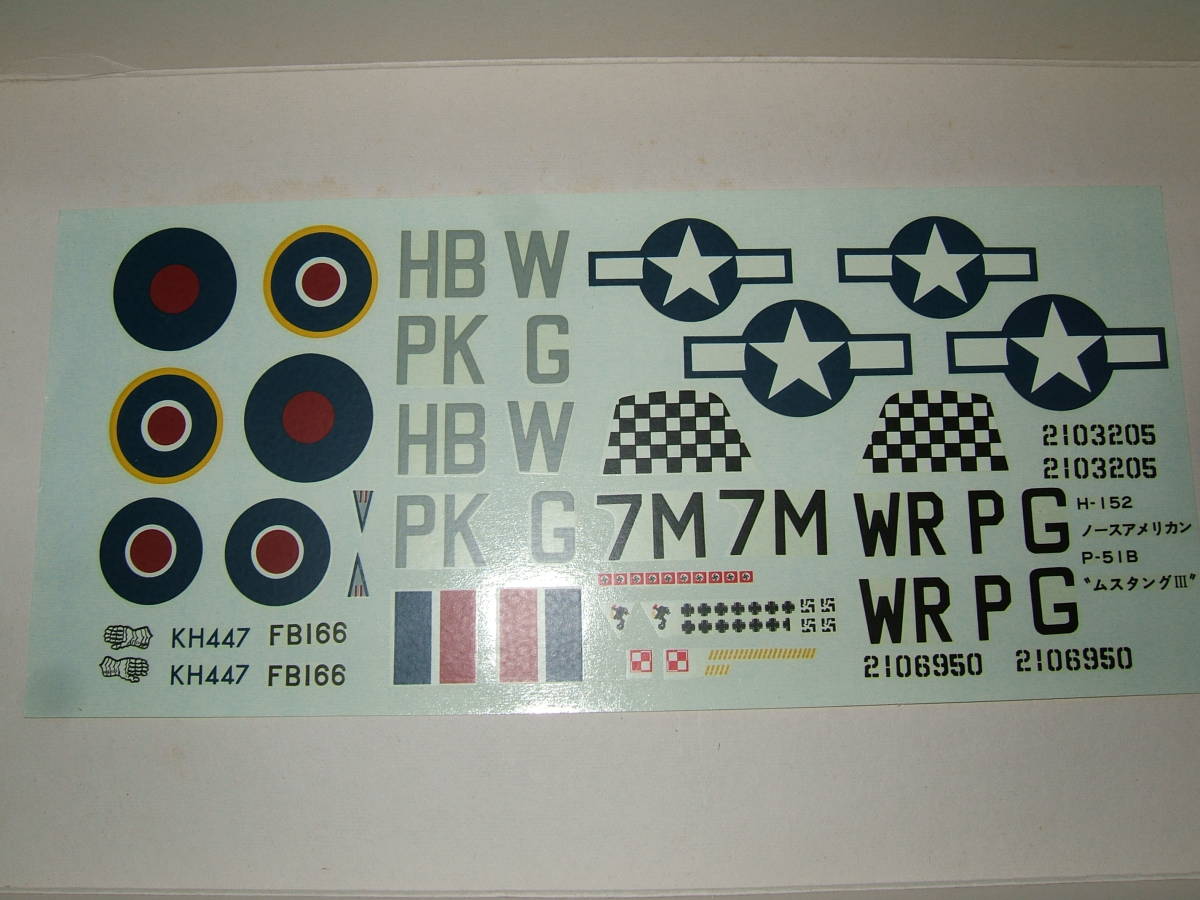 HB W
PK G
HB W
PK G
2103205
2103205
7M 7M
WR P G
H-152
ノースアメリカン
P-51B
〝ムスタングⅢ〟
WR P G
KH447 FB166
KH447 FB166
2106950 2106950